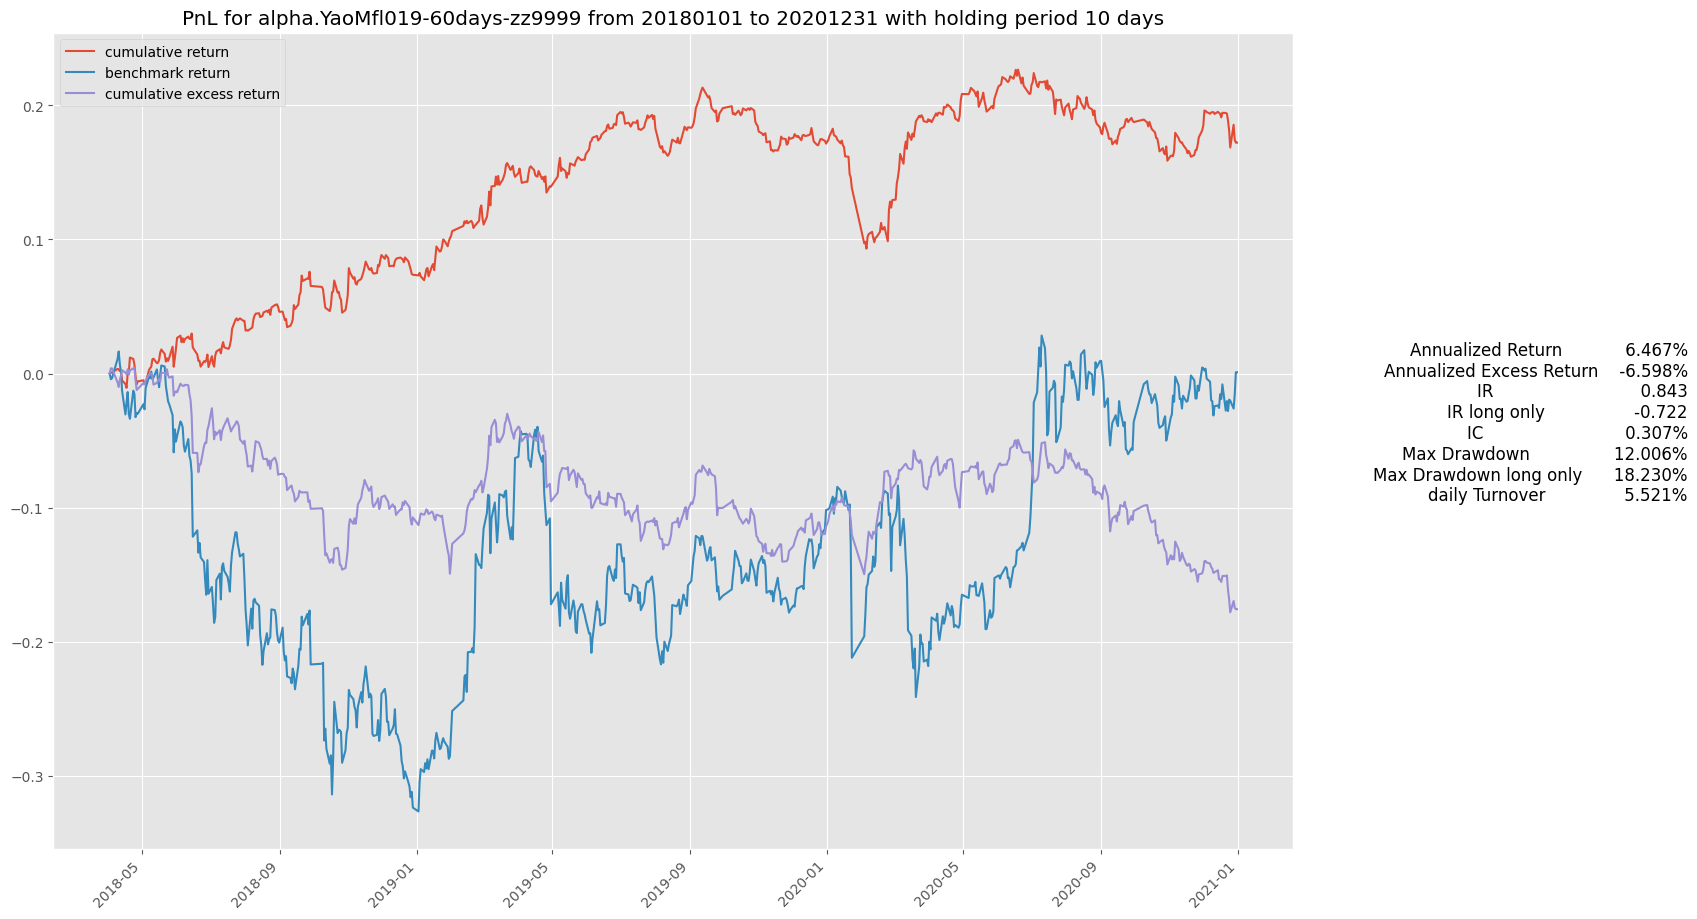 PnL for alpha.YaoMfl019-60days-zz9999 from 20180101 to 20201231 with holding period 10 days
cumulative return
benchmark return
cumulative excess return
0.2
0.1
0.0
−0.1
−0.2
−0.3
2018-05
2018-09
2019-01
2019-05
2019-09
2020-01
2020-05
2020-09
2021-01
Annualized Return 6.467%
Annualized Excess Return -6.598%
IR 0.843
IR long only -0.722
IC 0.307%
Max Drawdown 12.006%
Max Drawdown long only 18.230%
daily Turnover 5.521%